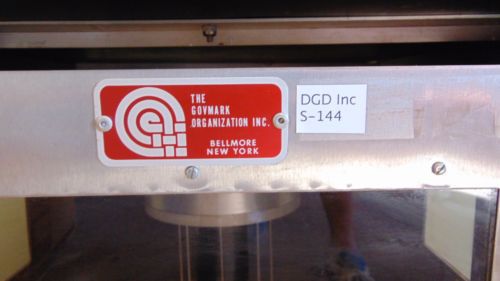 THE
GOVMARK
ORGANIZATION INC.
BELLMORE
NEW YORK
DGD Inc
S-144